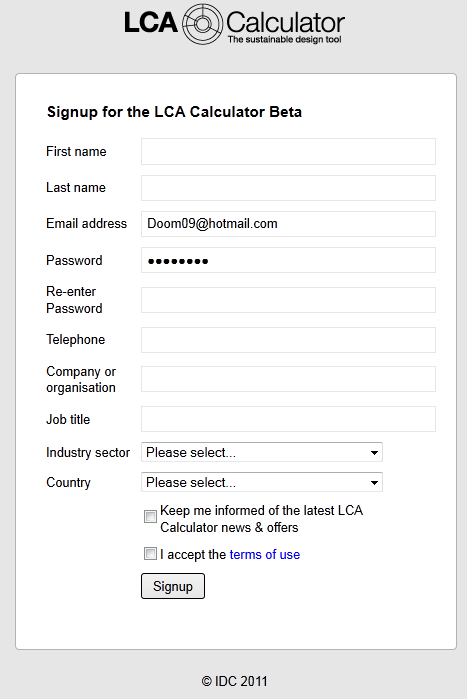 LCA Calculator
The sustainable design tool
Signup for the LCA Calculator Beta
First name
Last name
Email address Doom09@hotmail.com
Password ●●●●●●●●
Re-enter
Password
Telephone
Company or
organisation
Job title
Industry sector Please select...
Country Please select...
Keep me informed of the latest LCA
Calculator news & offers
I accept the terms of use
Signup
© IDC 2011